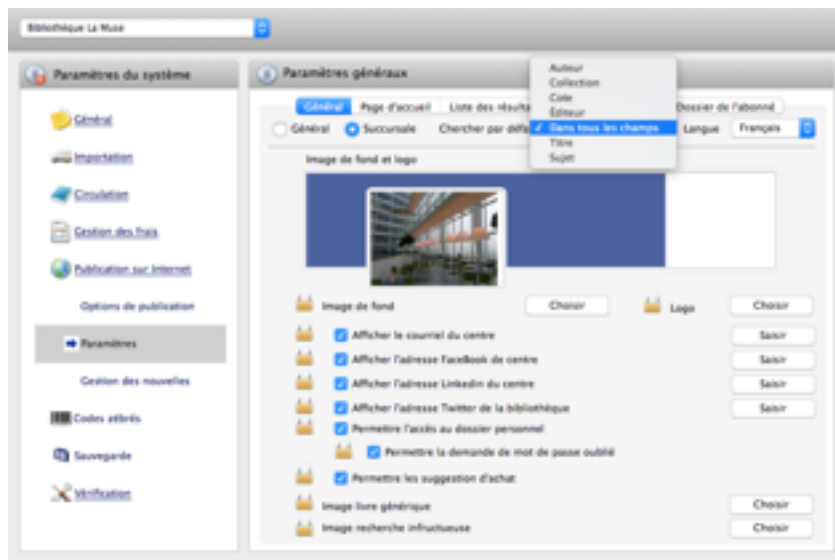 Bibliothèque La Muse
Paramètres du système
Général
Importation
Circulation
Gestion des frais
Publication sur Internet
Options de publication
Paramètres
Gestion des nouvelles
Codes zébrés
Sauvegarde
Vérification
Paramètres généraux
Général Page d'accueil Liste des résulta Dossier de l'abonné
Général Succursale Chercher par défau Langue Français
Auteur
Collection
Cote
Éditeur
Dans tous les champs
Titre
Sujet
Image de fond et logo
Image de fond Choisir Logo Choisir
Afficher le courriel du centre Saisir
Afficher l'adresse FaceBook de centre Saisir
Afficher l'adresse Linkedin du centre Saisir
Afficher l'adresse Twitter de la bibliothèque Saisir
Permettre l'accès au dossier personnel
Permettre la demande de mot de passe oublié
Permettre les suggestion d'achat
Image livre générique Choisir
Image recherche infructueuse Choisir